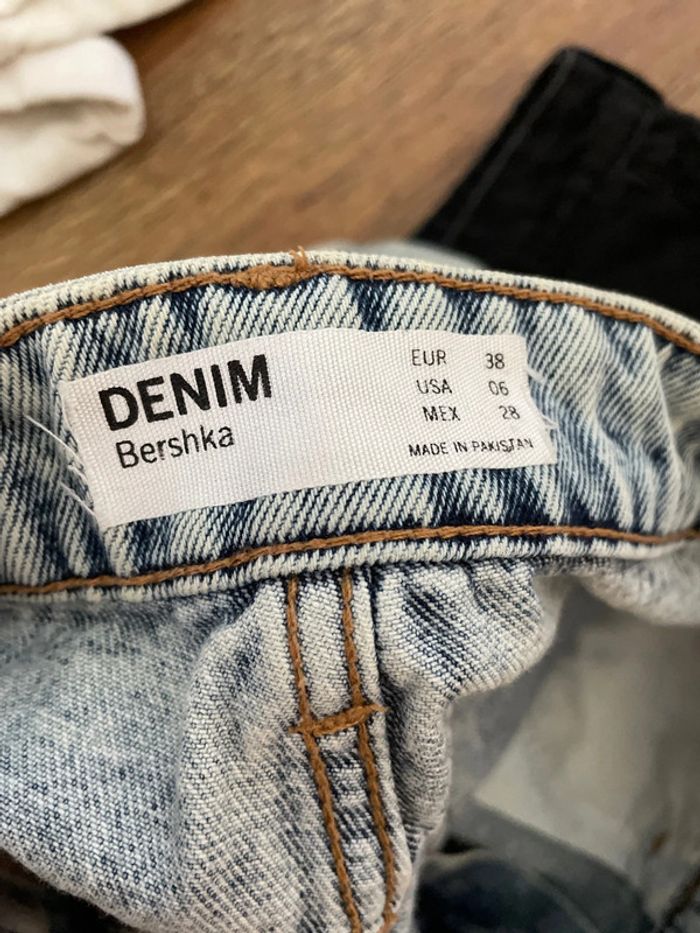 DENIM
Bershka
EUR 38
USA 06
MEX 28
MADE IN PAKISTAN